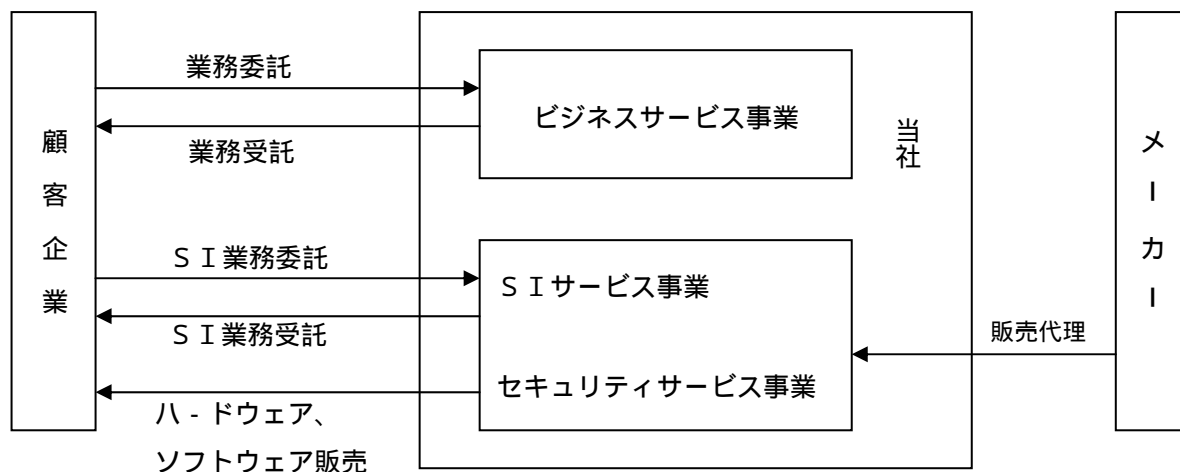 顧客企業
業務委託
業務受託
ビジネスサービス事業
当社
ＳＩ業務委託
ＳＩ業務受託
ＳＩサービス事業
セキュリティサービス事業
ハ‐ドウェア、
ソフトウェア販売
販売代理
メーカー